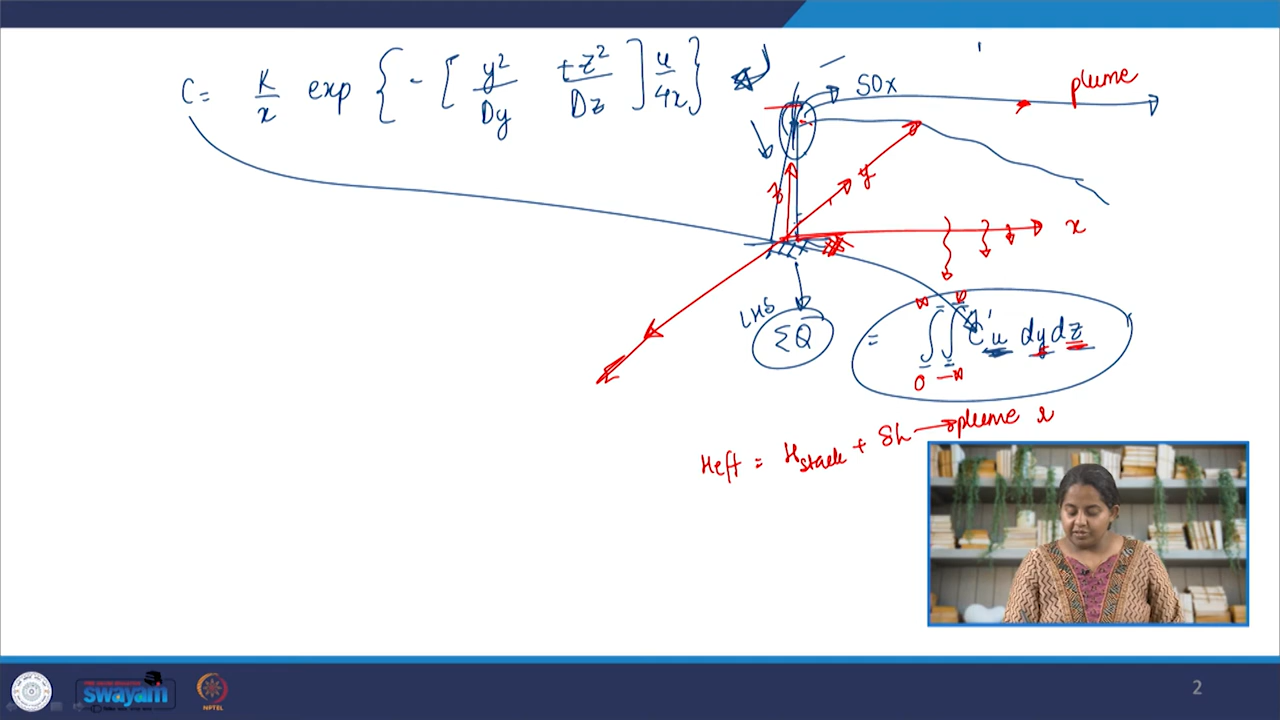 C = K/x exp { - [ y²/Dy + z²/Dz ] u/4x }
SOx
plume
z
y
x
LHS
ΣQ = ∫₀^∞ ∫₋∞^∞ C u dy dz
Heff = Hstack + δh → plume r
swayam
NPTEL
2